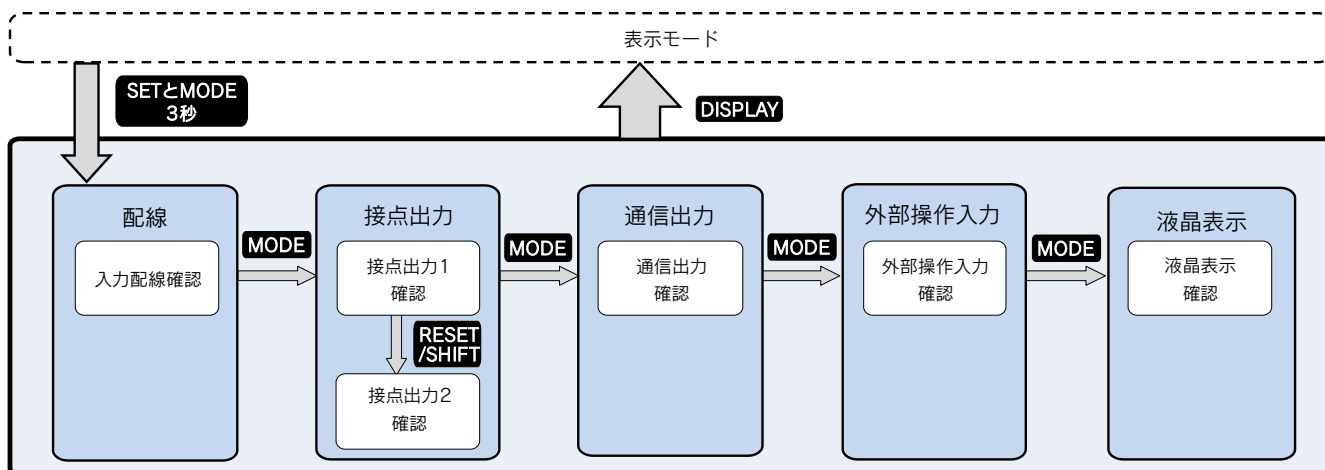 表示モード
SETとMODE
3秒
DISPLAY
配線
接点出力
通信出力
外部操作入力
液晶表示
入力配線確認
MODE
接点出力1
確認
MODE
通信出力
確認
MODE
外部操作入力
確認
MODE
液晶表示
確認
RESET
/SHIFT
接点出力2
確認